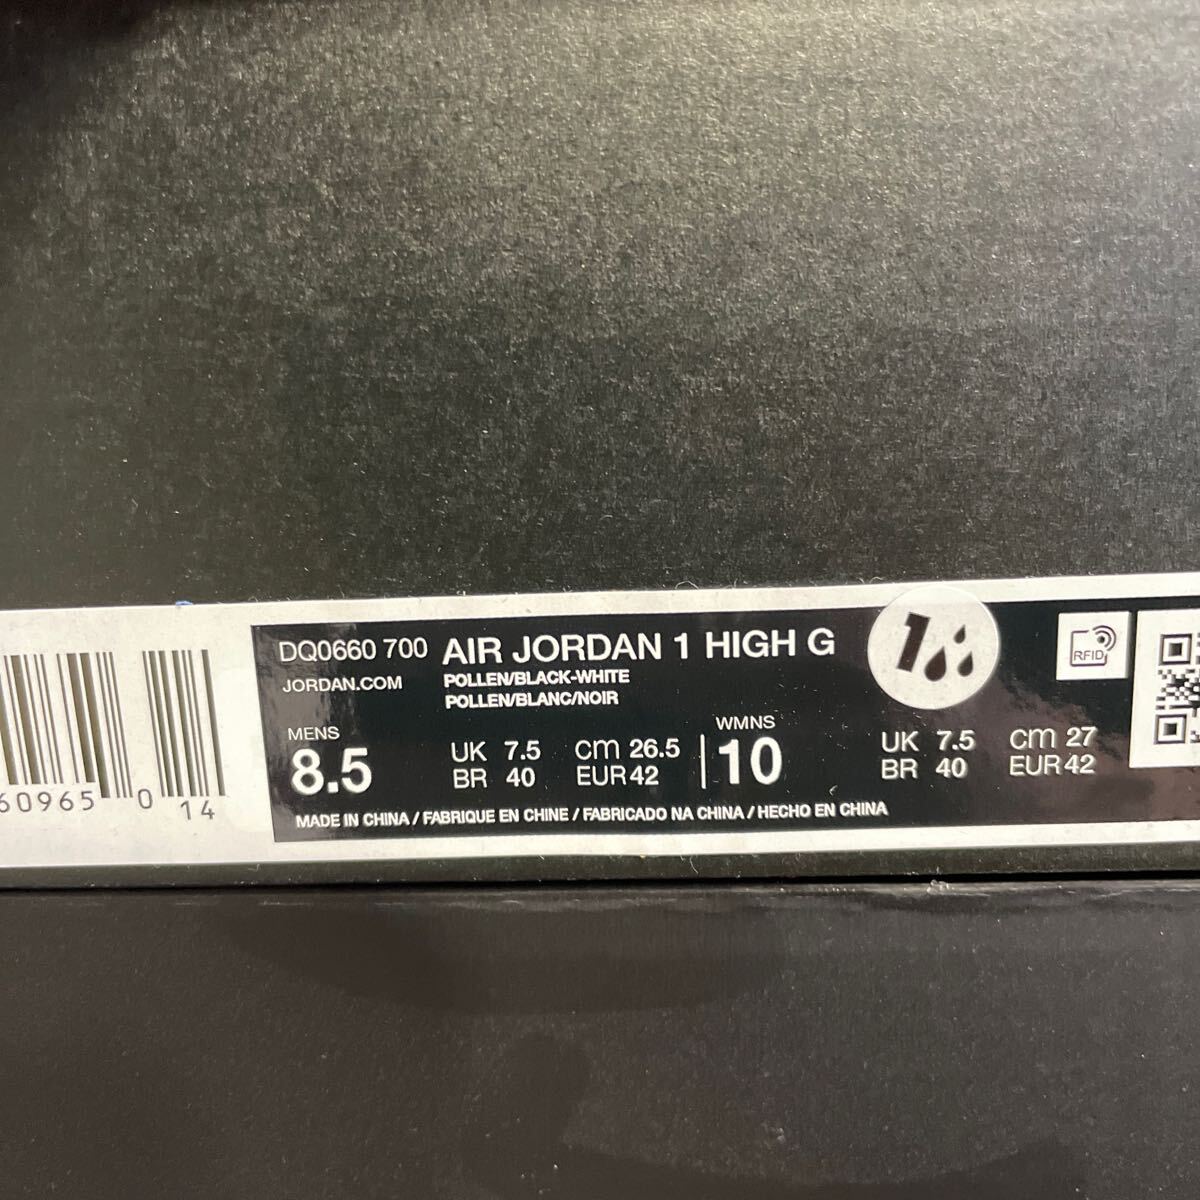 DQ0660 700 AIR JORDAN 1 HIGH G
JORDAN.COM POLLEN/BLACK-WHITE
POLLEN/BLANC/NOIR
MENS 8.5 UK 7.5 CM 26.5 WMNS 10 UK 7.5 CM 27
BR 40 EUR 42 BR 40 EUR 42
MADE IN CHINA / FABRIQUE EN CHINE / FABRICADO NA CHINA / HECHO EN CHINA
1
RFID
60965 0 14